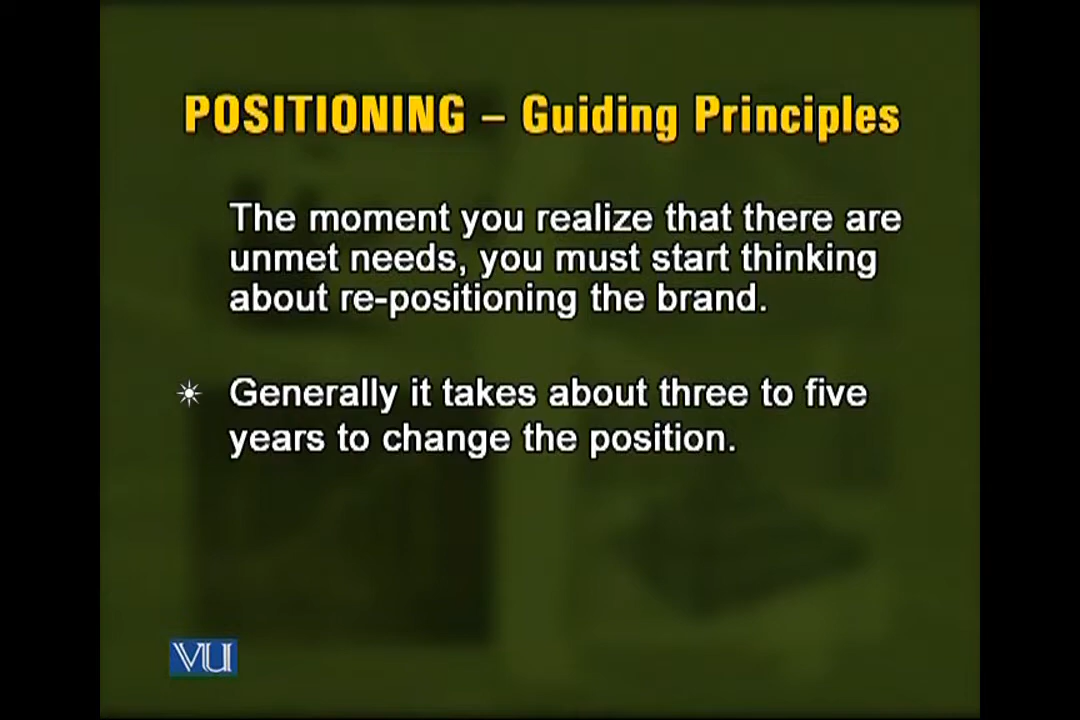 POSITIONING – Guiding Principles
The moment you realize that there are
unmet needs, you must start thinking
about re-positioning the brand.
Generally it takes about three to five
years to change the position.
VU